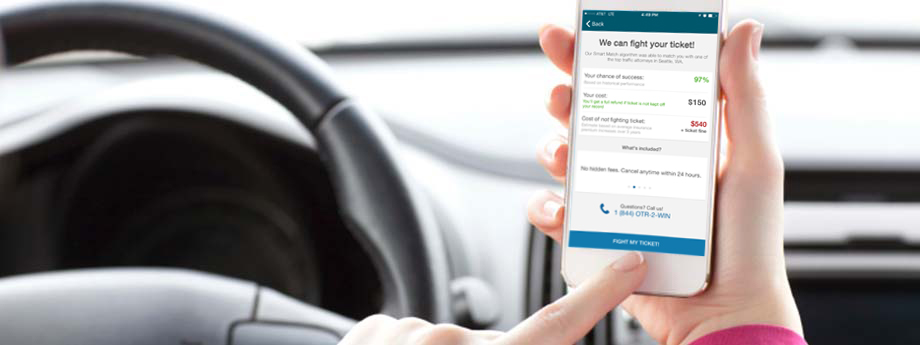 AT&T LTE 4:35 PM
Back
We can fight your ticket!
Our Smart Match algorithm was able to match you with one of
the top traffic attorneys in Seattle, WA.
Your chance of success: 97%
Based on historical performance
Your cost: $150
You'll get a full refund if ticket is not kept off
your record
Cost of not fighting ticket: $540
Estimate based on average insurance + ticket fine
premium increases over 3 years
What's included?
No hidden fees. Cancel anytime within 24 hours.
Questions? Call us!
1 (844) OTR-2-WIN
FIGHT MY TICKET!